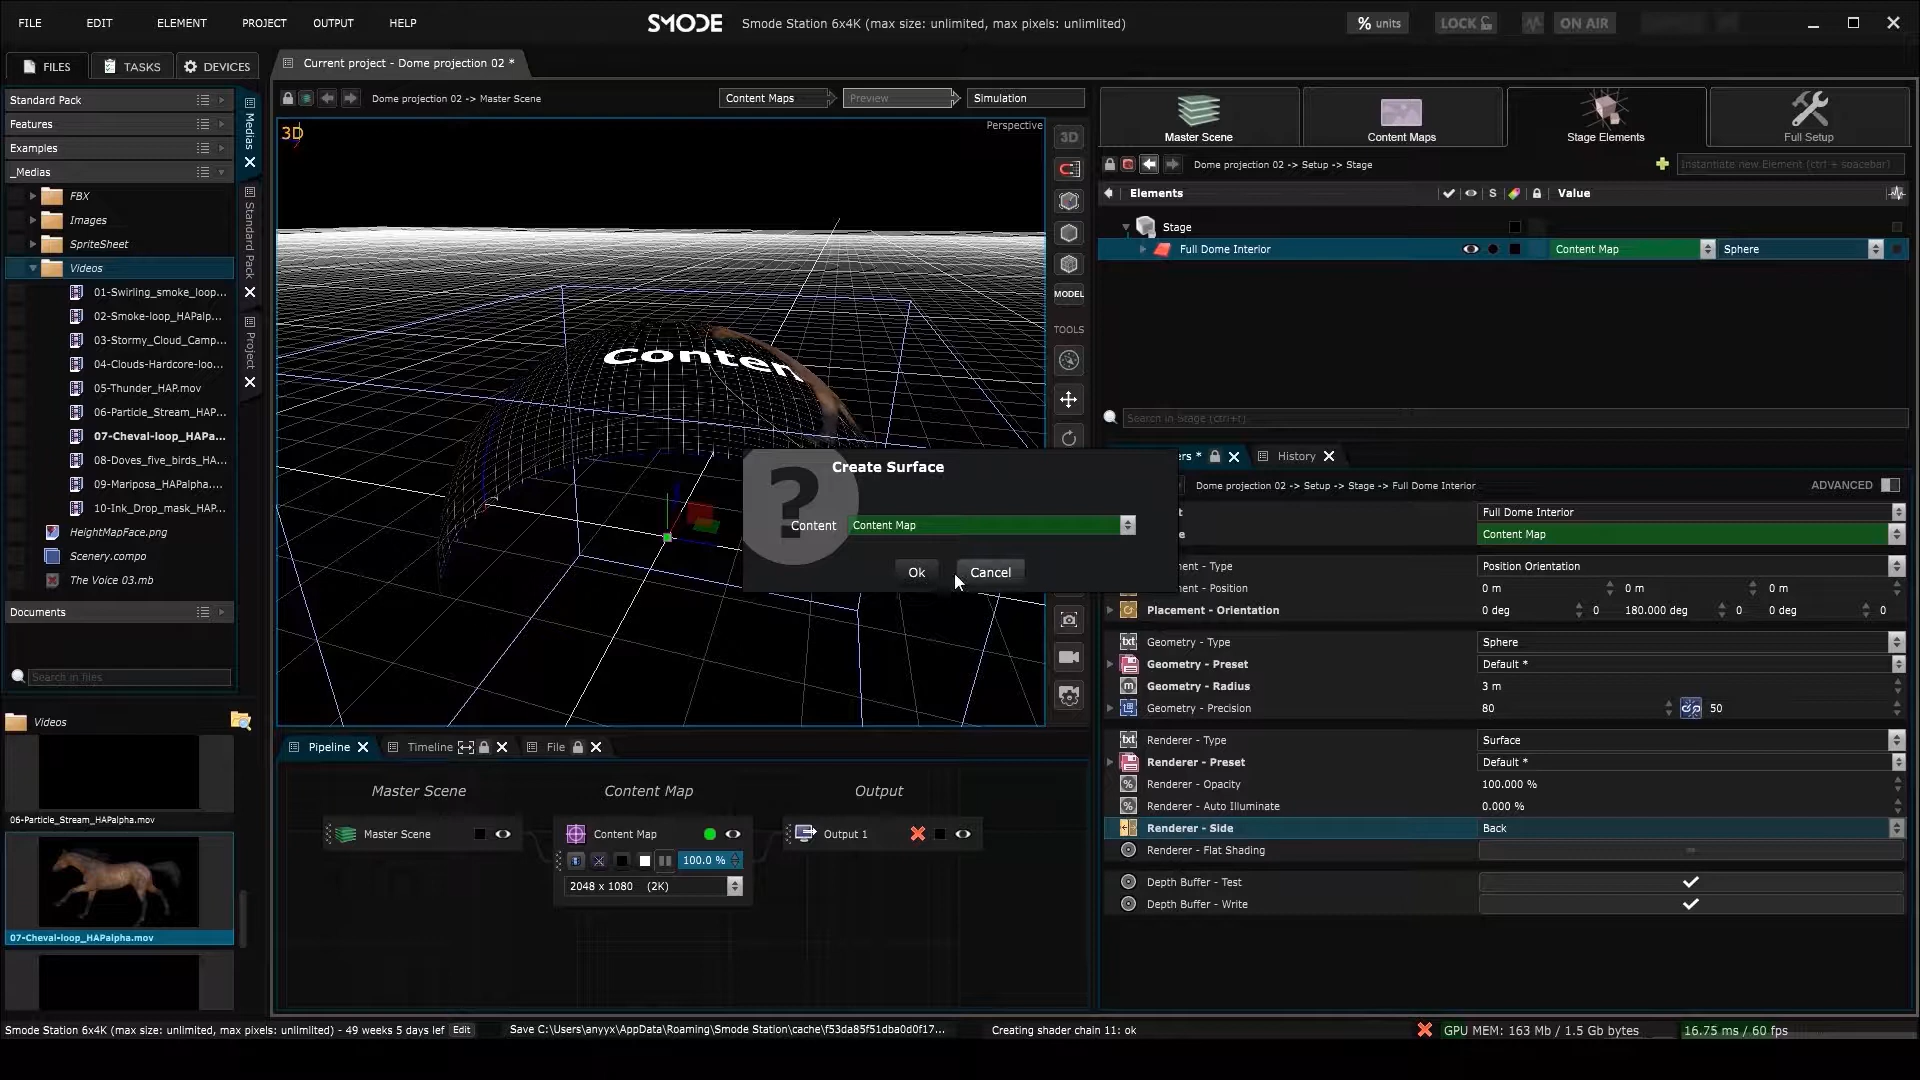 FILE EDIT ELEMENT PROJECT OUTPUT HELP
SMODE Smode Station 6x4K (max size: unlimited, max pixels: unlimlited)
% units LOCK ON AIR
FILES TASKS DEVICES
Current project - Dome projection 02 *
Standard Pack
Features
Examples
_Medias
FBX
Images
SpriteSheet
Videos
01-Swirling_smoke_loop...
02-Smoke-loop_HAPalp...
03-Stormy_Cloud_Camp...
04-Clouds-Hardcore-loo...
05-Thunder_HAP.mov
06-Particle_Stream_HAP...
07-Cheval-loop_HAPa...
08-Doves_five_birds_HA...
09-Mariposa_HAPalpha....
10-Ink_Drop_mask_HAP...
HeightMapFace.png
Scenery.compo
The Voice 03.mb
Documents
Search in files
Medias
Standard Pack
Project
Videos
06-Particle_Stream_HAPalpha.mov
07-Cheval-loop_HAPalpha.mov
Dome projection 02 -> Master Scene
Content Maps Preview Simulation
3D
Perspective
Conten
3D
MODEL
TOOLS
Create Surface
Content Content Map
Ok Cancel
Pipeline Timeline File
Master Scene Content Map Output
Master Scene
Content Map
100.0 %
2048 x 1080 (2K)
Output 1
Master Scene Content Maps Stage Elements Full Setup
Dome projection 02 -> Setup -> Stage
Instantiate new Element (ctrl + spacebar)
Elements S Value
Stage
Full Dome Interior Content Map Sphere
Search in Stage (ctrl+f)
ers * History
Dome projection 02 -> Setup -> Stage -> Full Dome Interior ADVANCED
t Full Dome Interior
e Content Map
ment - Type Position Orientation
ment - Position 0 m 0 m 0 m
Placement - Orientation 0 deg 0 180.000 deg 0 0 deg 0
txt Geometry - Type Sphere
Geometry - Preset Default *
m Geometry - Radius 3 m
Geometry - Precision 80 50
txt Renderer - Type Surface
Renderer - Preset Default *
% Renderer - Opacity 100.000 %
% Renderer - Auto Illuminate 0.000 %
Renderer - Side Back
Renderer - Flat Shading
Depth Buffer - Test
Depth Buffer - Write
Smode Station 6x4K (max size: unlimited, max pixels: unlimlited) - 49 weeks 5 days lef Edit
Save C:\Users\anyyx\AppData\Roaming\Smode Station\cache\f53da85f51dba0d0f17...
Creating shader chain 11: ok
GPU MEM: 163 Mb / 1.5 Gb bytes
16.75 ms / 60 fps